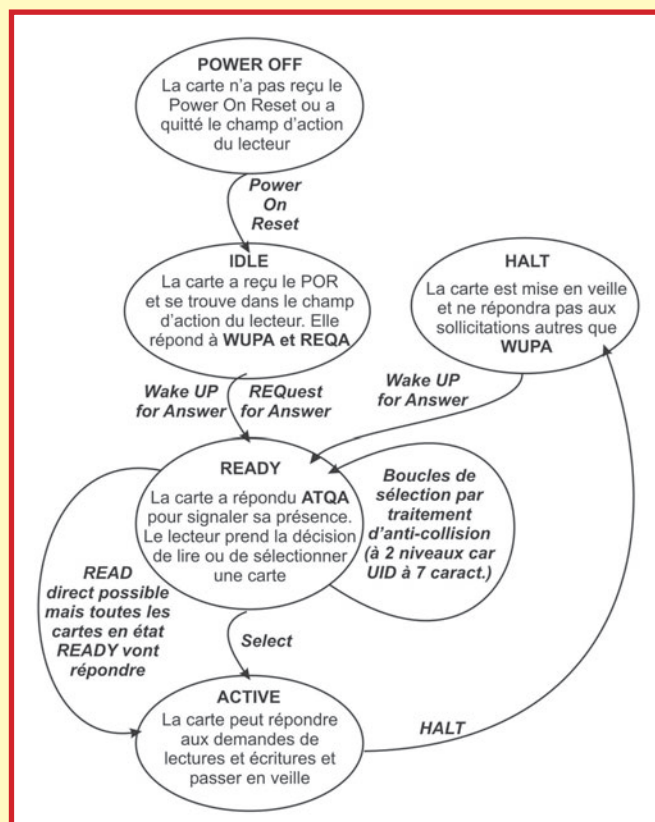 POWER OFF
La carte n'a pas reçu le
Power On Reset ou a
quitté le champ d'action
du lecteur
Power
On
Reset
IDLE
La carte a reçu le POR
et se trouve dans le champ
d'action du lecteur. Elle
répond à WUPA et REQA
HALT
La carte est mise en veille
et ne répondra pas aux
sollicitations autres que
WUPA
Wake UP
for Answer
REQuest
for Answer
Wake UP
for Answer
READY
La carte a répondu ATQA
pour signaler sa présence.
Le lecteur prend la décision
de lire ou de sélectionner
une carte
Boucles de
sélection par
traitement
d'anti-collision
(à 2 niveaux car
UID à 7 caract.)
READ
direct possible
mais toutes les
cartes en état
READY vont
répondre
Select
ACTIVE
La carte peut répondre
aux demandes de
lectures et écritures et
passer en veille
HALT